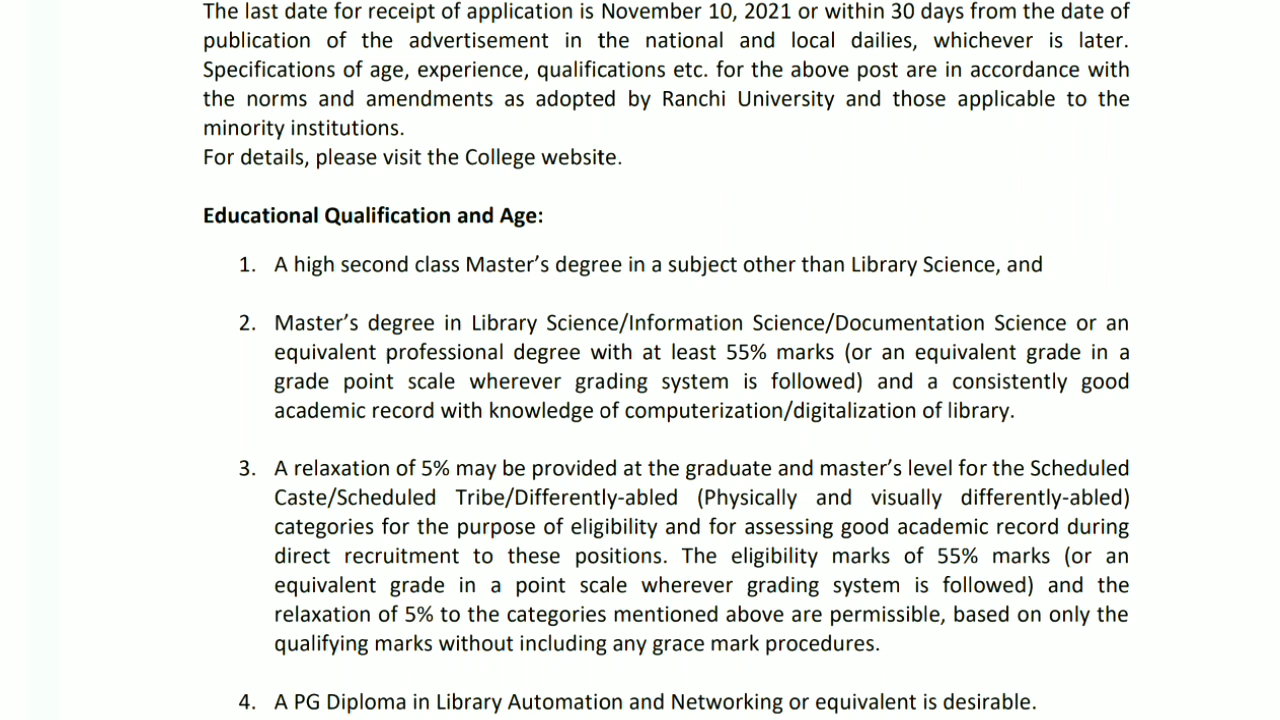 The last date for receipt of application is November 10, 2021 or within 30 days from the date of
publication of the advertisement in the national and local dailies, whichever is later.
Specifications of age, experience, qualifications etc. for the above post are in accordance with
the norms and amendments as adopted by Ranchi University and those applicable to the
minority institutions.
For details, please visit the College website.
Educational Qualification and Age:
1. A high second class Master’s degree in a subject other than Library Science, and
2. Master’s degree in Library Science/Information Science/Documentation Science or an
equivalent professional degree with at least 55% marks (or an equivalent grade in a
grade point scale wherever grading system is followed) and a consistently good
academic record with knowledge of computerization/digitalization of library.
3. A relaxation of 5% may be provided at the graduate and master’s level for the Scheduled
Caste/Scheduled Tribe/Differently-abled (Physically and visually differently-abled)
categories for the purpose of eligibility and for assessing good academic record during
direct recruitment to these positions. The eligibility marks of 55% marks (or an
equivalent grade in a point scale wherever grading system is followed) and the
relaxation of 5% to the categories mentioned above are permissible, based on only the
qualifying marks without including any grace mark procedures.
4. A PG Diploma in Library Automation and Networking or equivalent is desirable.